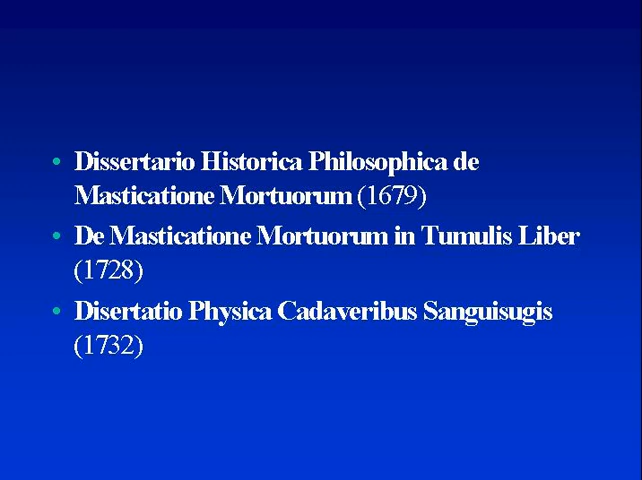 • Dissertario Historica Philosophica de
Masticatione Mortuorum (1679)
• De Masticatione Mortuorum in Tumulis Liber
(1728)
• Disertatio Physica Cadaveribus Sanguisugis
(1732)